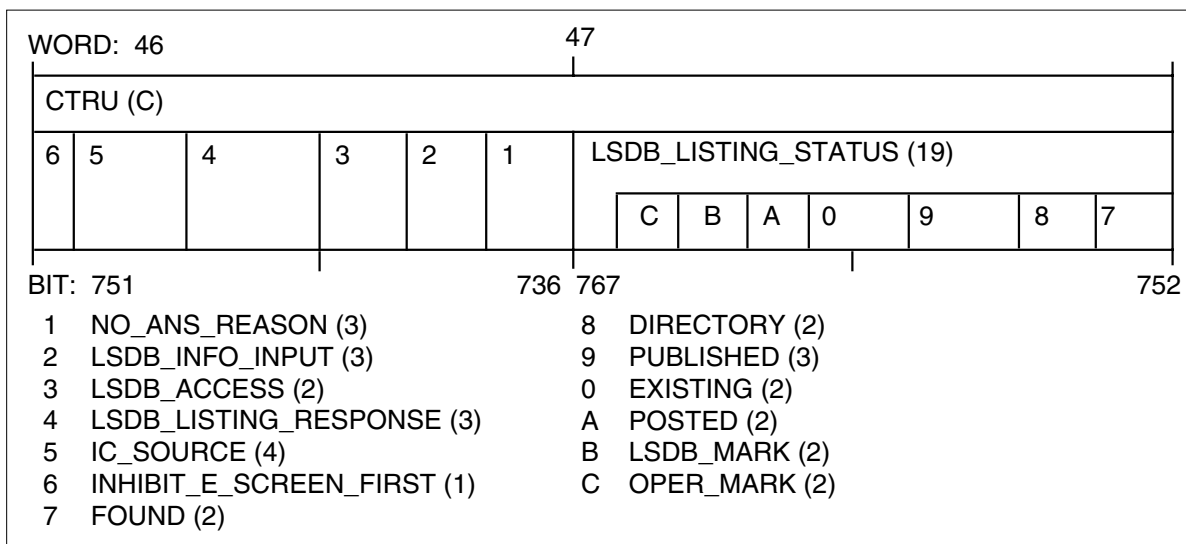 WORD: 46 47
CTRU (C)
6 5 4 3 2 1 LSDB_LISTING_STATUS (19)
C B A 0 9 8 7
BIT: 751 736 767 752
1 NO_ANS_REASON (3)
2 LSDB_INFO_INPUT (3)
3 LSDB_ACCESS (2)
4 LSDB_LISTING_RESPONSE (3)
5 IC_SOURCE (4)
6 INHIBIT_E_SCREEN_FIRST (1)
7 FOUND (2)
8 DIRECTORY (2)
9 PUBLISHED (3)
0 EXISTING (2)
A POSTED (2)
B LSDB_MARK (2)
C OPER_MARK (2)